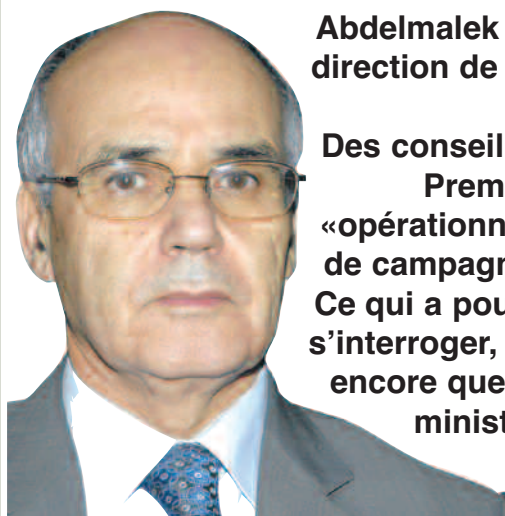 Abdelmalek
direction de
Des conseil
Prem
«opérationn
de campagn
Ce qui a pou
s’interroger,
encore que
minist